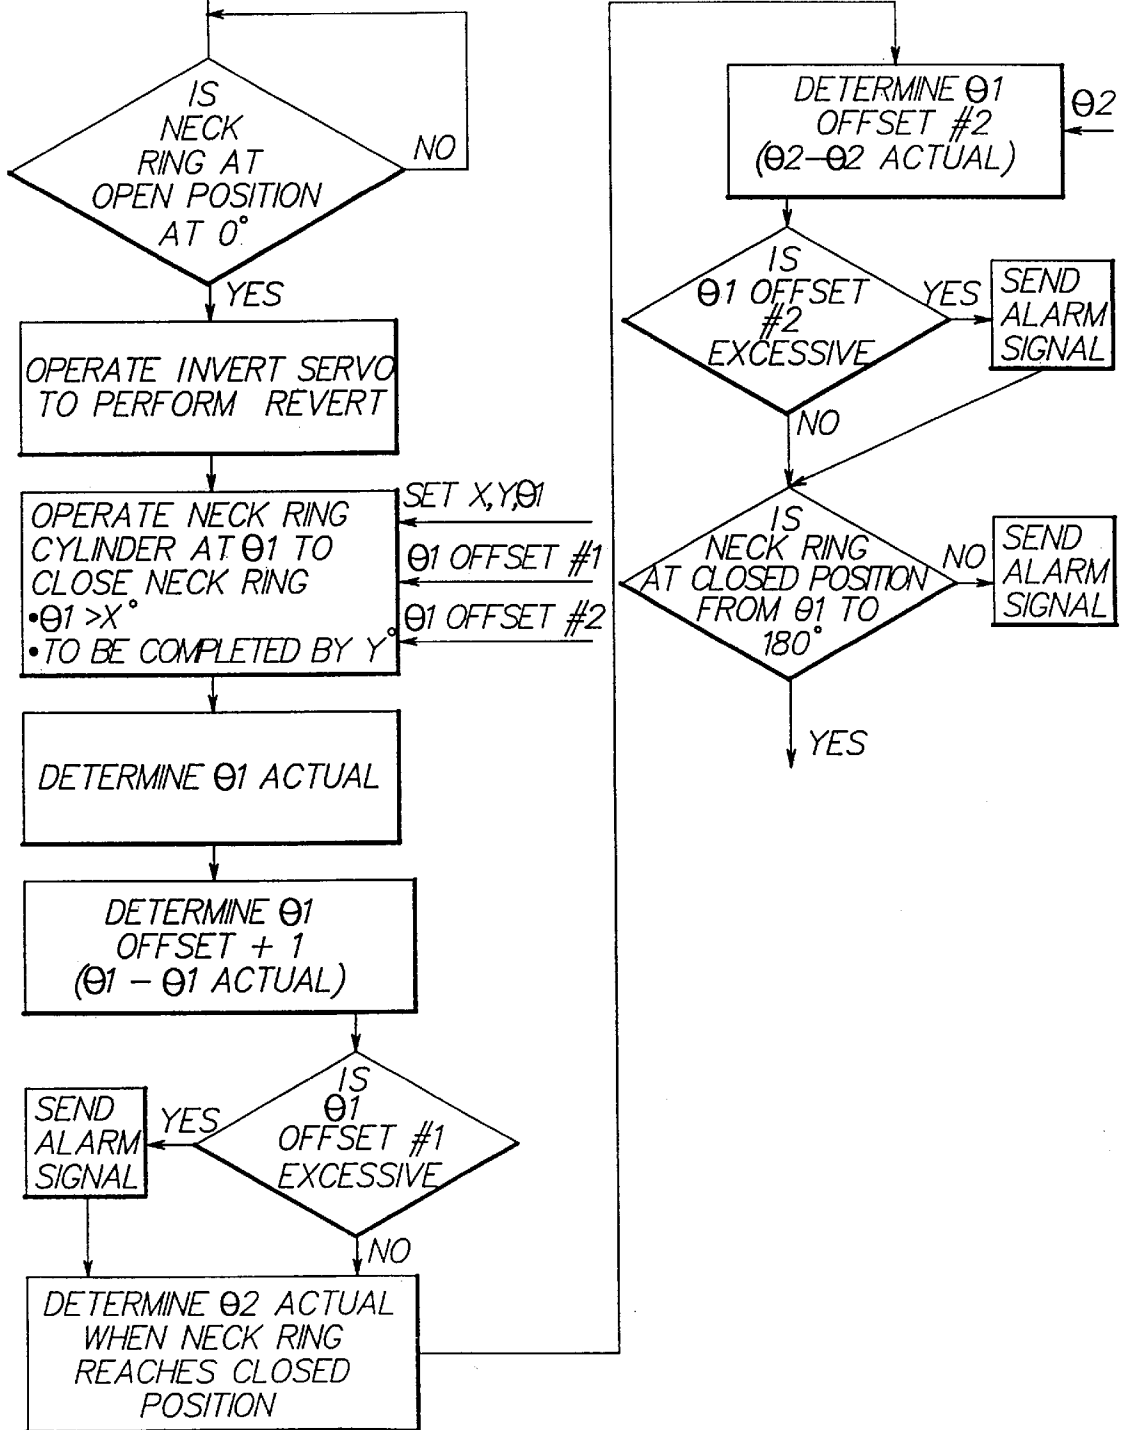 IS
NECK
RING AT
OPEN POSITION
AT 0°.
NO
YES
OPERATE INVERT SERVO
TO PERFORM REVERT
OPERATE NECK RING
CYLINDER AT θ1 TO
CLOSE NECK RING
•θ1 >X°
•TO BE COMPLETED BY Y°
SET X,Y,θ1
θ1 OFFSET #1
θ1 OFFSET #2
DETERMINE θ1 ACTUAL
DETERMINE θ1
OFFSET + 1
(θ1 – θ1 ACTUAL)
IS
θ1
OFFSET #1
EXCESSIVE
YES
SEND
ALARM
SIGNAL
NO
DETERMINE θ2 ACTUAL
WHEN NECK RING
REACHES CLOSED
POSITION
DETERMINE θ1
OFFSET #2
(θ2–θ2 ACTUAL)
θ2
IS
θ1 OFFSET
#2
EXCESSIVE
YES
SEND
ALARM
SIGNAL
NO
IS
NECK RING
AT CLOSED POSITION
FROM θ1 TO
180°
NO
SEND
ALARM
SIGNAL
YES